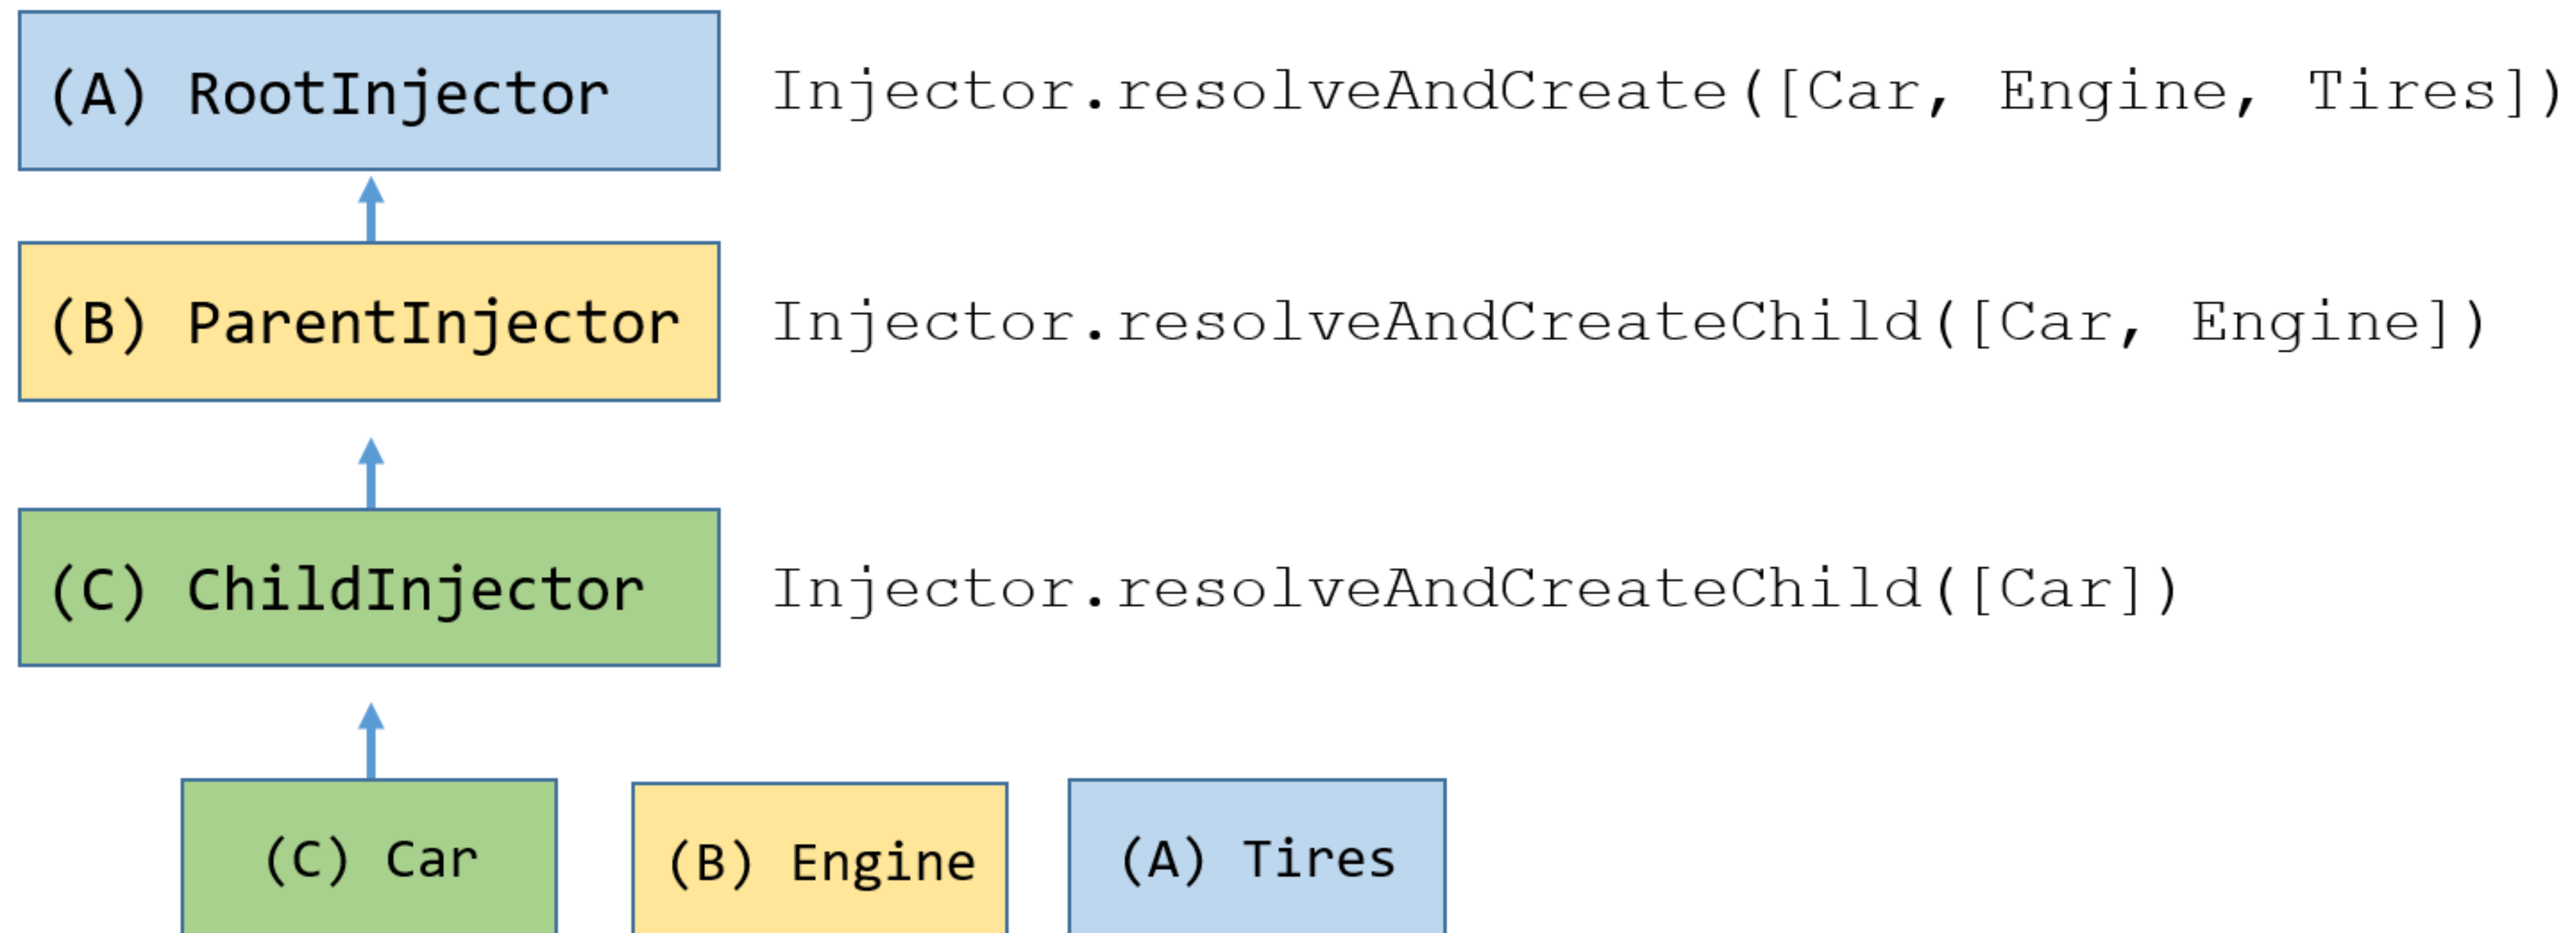 (A) RootInjector Injector.resolveAndCreate([Car, Engine, Tires])
(B) ParentInjector Injector.resolveAndCreateChild([Car, Engine])
(C) ChildInjector Injector.resolveAndCreateChild([Car])
(C) Car (B) Engine (A) Tires